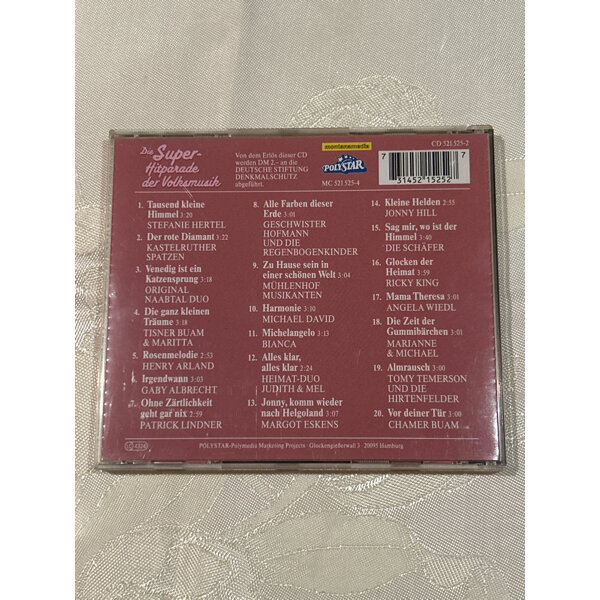 Die Super-
Hitparade
der Volksmusik
Von dem Erlös dieser CD
werden DM 2,– an die
DEUTSCHE STIFTUNG
DENKMALSCHUTZ
abgeführt.
montanamedia
POLYSTAR
MC 521 525-4
CD 521 525-2
7 31452 15252 7
1. Tausend kleine
Himmel 3:20
STEFANIE HERTEL
2. Der rote Diamant 3:22
KASTELRUTHER
SPATZEN
3. Venedig ist ein
Katzensprung 3:18
ORIGINAL
NAABTAL DUO
4. Die ganz kleinen
Träume 3:18
TISNER BUAM
& MARITTA
5. Rosenmelodie 2:53
HENRY ARLAND
6. Irgendwann 3:03
GABY ALBRECHT
7. Ohne Zärtlichkeit
geht gar nix 2:59
PATRICK LINDNER
8. Alle Farben dieser
Erde 3:01
GESCHWISTER
HOFMANN
UND DIE
REGENBOGENKINDER
9. Zu Hause sein in
einer schönen Welt 3:04
MÜHLENHOF
MUSIKANTEN
10. Harmonie 3:10
MICHAEL DAVID
11. Michelangelo 3:13
BIANCA
12. Alles klar,
alles klar 2:24
HEIMAT-DUO
JUDITH & MEL
13. Jonny, komm wieder
nach Helgoland 3:07
MARGOT ESKENS
14. Kleine Helden 2:55
JONNY HILL
15. Sag mir, wo ist der
Himmel 3:40
DIE SCHÄFER
16. Glocken der
Heimat 3:59
RICKY KING
17. Mama Theresa 3:01
ANGELA WIEDL
18. Die Zeit der
Gummibärchen 3:01
MARIANNE
& MICHAEL
19. Almrausch 3:00
TOMY TEMERSON
UND DIE
HIRTENFELDER
20. Vor deiner Tür 3:00
CHAMER BUAM
LC 4324
POLYSTAR-Polymedia Marketing Projects · Glockengießerwall 3 · 20095 Hamburg